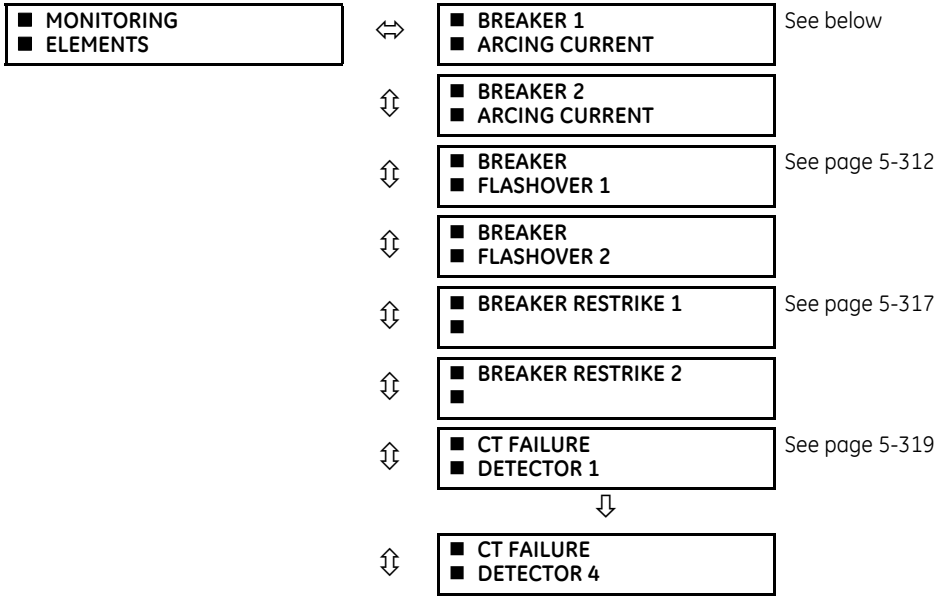 ■ MONITORING
■ ELEMENTS
■ BREAKER 1
■ ARCING CURRENT
See below
■ BREAKER 2
■ ARCING CURRENT
■ BREAKER
■ FLASHOVER 1
See page 5-312
■ BREAKER
■ FLASHOVER 2
■ BREAKER RESTRIKE 1
■
See page 5-317
■ BREAKER RESTRIKE 2
■
■ CT FAILURE
■ DETECTOR 1
See page 5-319
■ CT FAILURE
■ DETECTOR 4